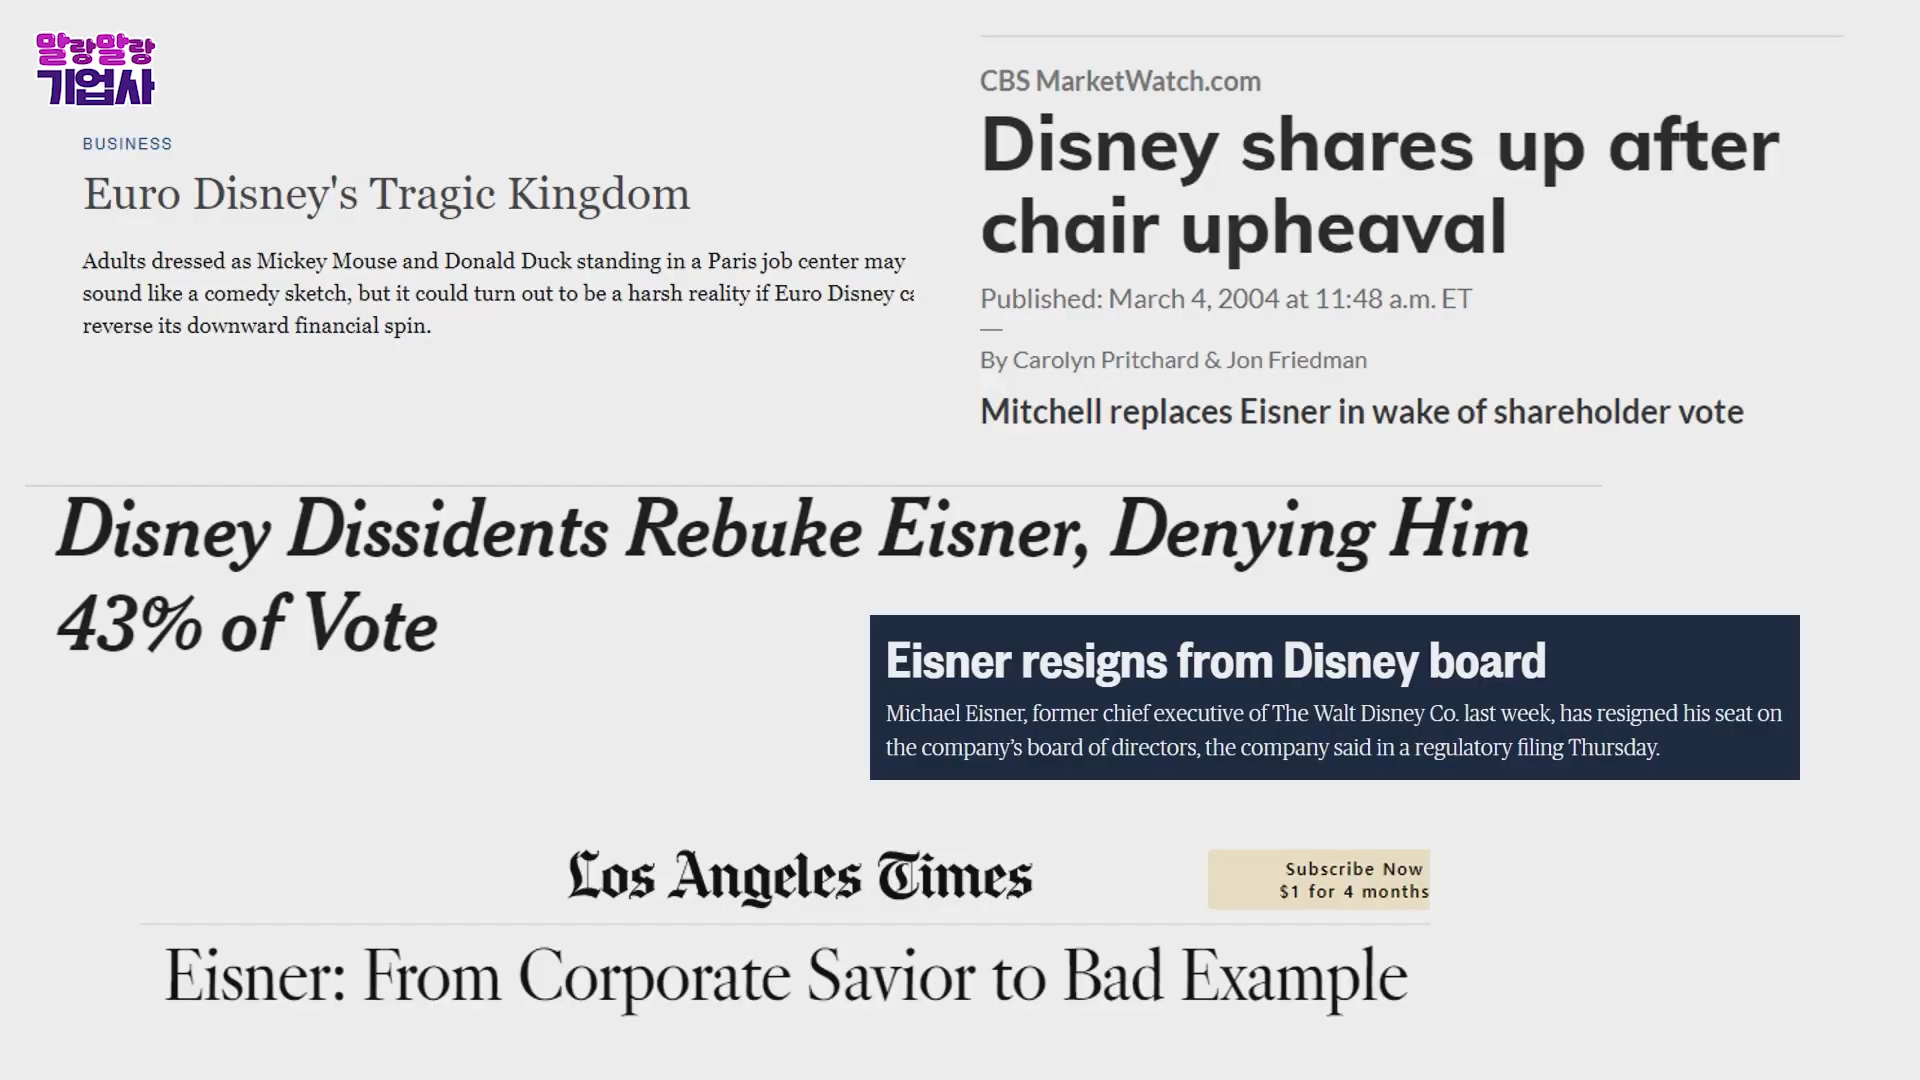 말랑말랑
기업사
BUSINESS
Euro Disney's Tragic Kingdom
Adults dressed as Mickey Mouse and Donald Duck standing in a Paris job center may
sound like a comedy sketch, but it could turn out to be a harsh reality if Euro Disney
reverse its downward financial spin.
CBS MarketWatch.com
Disney shares up after
chair upheaval
Published: March 4, 2004 at 11:48 a.m. ET
—
By Carolyn Pritchard & Jon Friedman
Mitchell replaces Eisner in wake of shareholder vote
Disney Dissidents Rebuke Eisner, Denying Him
43% of Vote
Eisner resigns from Disney board
Michael Eisner, former chief executive of The Walt Disney Co. last week, has resigned his seat on
the company’s board of directors, the company said in a regulatory filing Thursday.
Los Angeles Times
Subscribe Now
$1 for 4 months
Eisner: From Corporate Savior to Bad Example